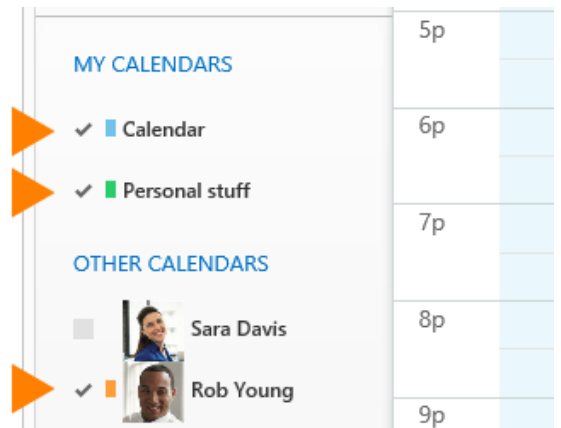 MY CALENDARS
Calendar
Personal stuff
OTHER CALENDARS
Sara Davis
Rob Young
5p
6p
7p
8p
9p